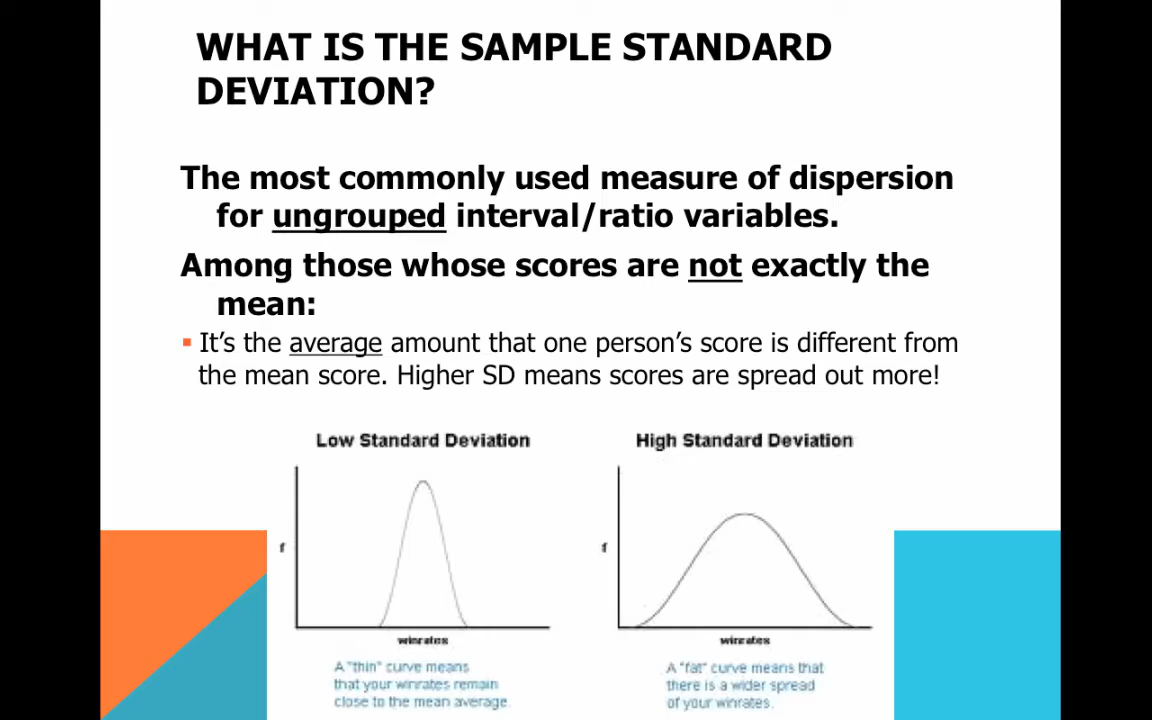 WHAT IS THE SAMPLE STANDARD
DEVIATION?
The most commonly used measure of dispersion
for ungrouped interval/ratio variables.
Among those whose scores are not exactly the
mean:
It's the average amount that one person's score is different from
the mean score. Higher SD means scores are spread out more!
Low Standard Deviation
f
winrates
A "thin" curve means
that your winrates remain
close to the mean average.
High Standard Deviation
f
winrates
A "fat" curve means that
there is a wider spread
of your winrates.